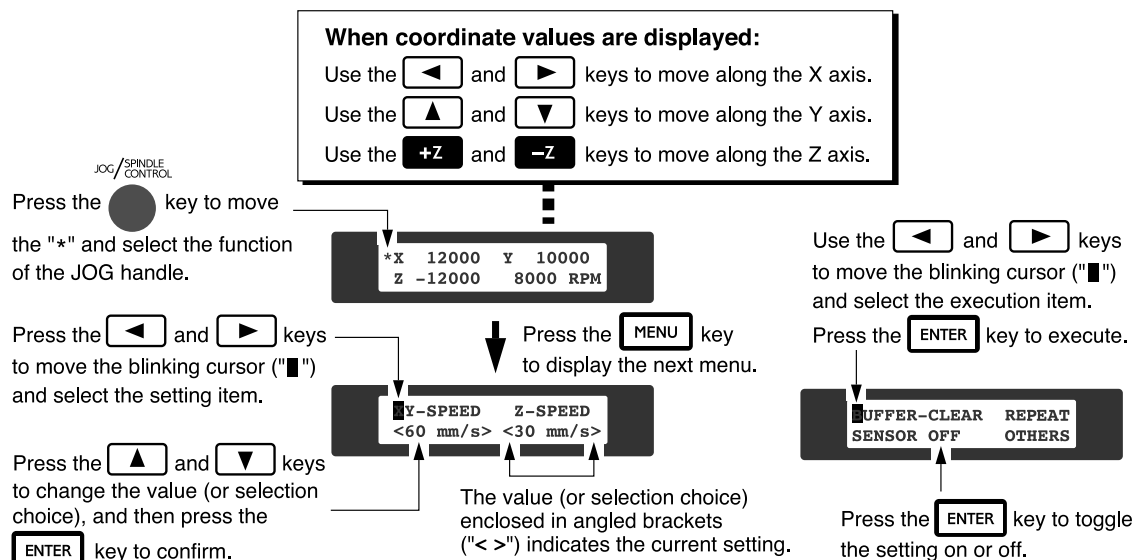 When coordinate values are displayed:
Use the ◄ and ► keys to move along the X axis.
Use the ▲ and ▼ keys to move along the Y axis.
Use the +Z and −Z keys to move along the Z axis.
JOG/SPINDLE CONTROL
Press the key to move
the "*" and select the function
of the JOG handle.
*X 12000 Y 10000
Z -12000 8000 RPM
Press the ◄ and ► keys
to move the blinking cursor ("█")
and select the setting item.
Press the MENU key
to display the next menu.
XY-SPEED Z-SPEED
<60 mm/s> <30 mm/s>
Press the ▲ and ▼ keys
to change the value (or selection
choice), and then press the
ENTER key to confirm.
The value (or selection choice)
enclosed in angled brackets
("< >") indicates the current setting.
Use the ◄ and ► keys
to move the blinking cursor ("█")
and select the execution item.
Press the ENTER key to execute.
BUFFER-CLEAR REPEAT
SENSOR OFF OTHERS
Press the ENTER key to toggle
the setting on or off.